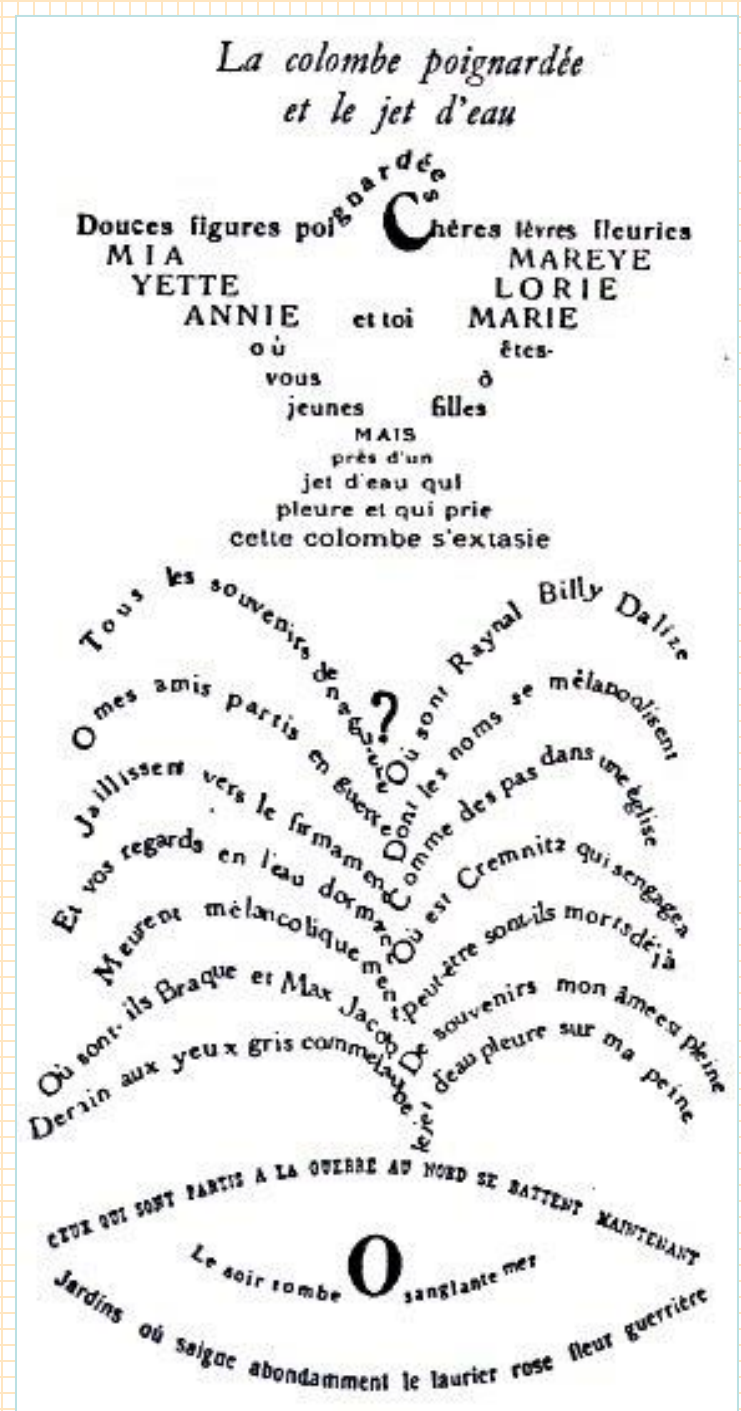 La colombe poignardée
et le jet d'eau
Douces figures poignardées Chères lèvres fleuries
MIA MAREYE
YETTE LORIE
ANNIE et toi MARIE
où êtes-
vous ô
jeunes filles
MAIS
près d'un
jet d'eau qui
pleure et qui prie
cette colombe s'extasie
Tous les souvenirs de naguère
O mes amis partis en guerre
Jaillissent vers le firmament
Et vos regards en l'eau dormant
Meurent mélancoliquement
Où sont-ils Braque et Max Jacob
Derain aux yeux gris comme l'aube
?
Où sont Raynal Billy Dalize
Dont les noms se mélancolisent
Comme des pas dans une église
Où est Cremnitz qui s'engagea
Peut-être sont-ils morts déjà
De souvenirs mon âme est pleine
le jet d'eau pleure sur ma peine
CEUX QUI SONT PARTIS A LA GUERRE AU NORD SE BATTENT MAINTENANT
Le soir tombe O sanglante mer
Jardins où saigne abondamment le laurier rose fleur guerrière